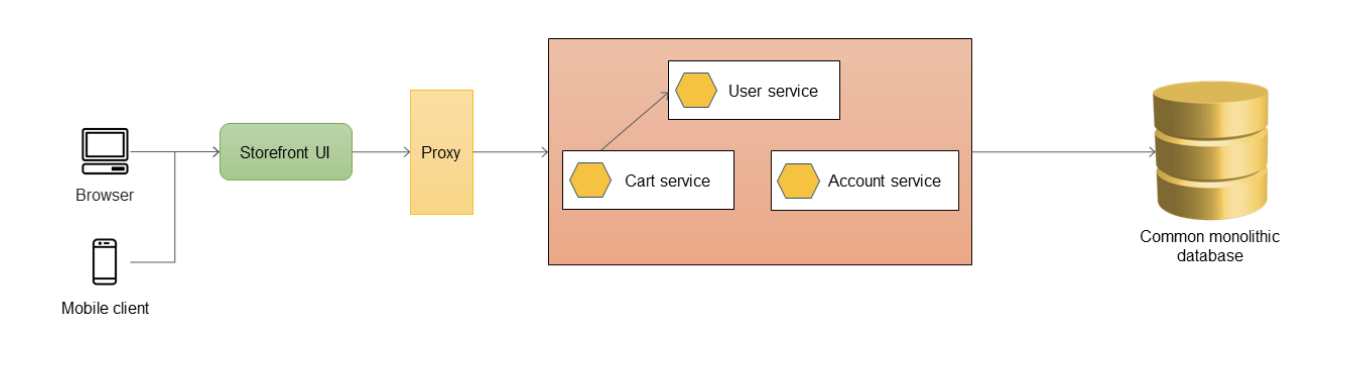 Browser
Mobile client
Storefront UI
Proxy
User service
Cart service
Account service
Common monolithic
database